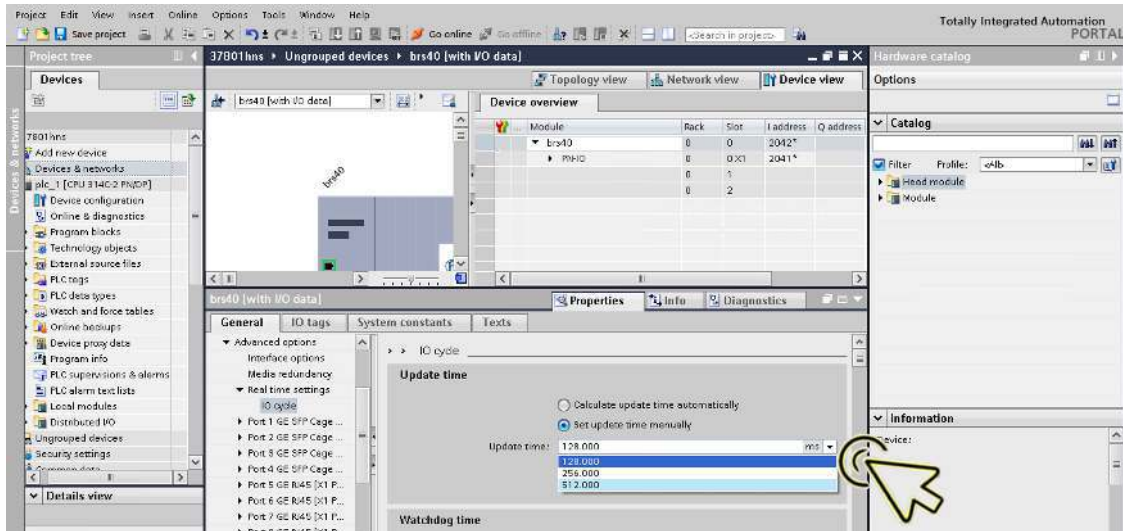 Project Edit View Insert Online Options Tools Window Help
Totally Integrated Automation
PORTAL
Save project
Go online
Go offline
<Search in project>
Project tree
37801hns ▸ Ungrouped devices ▸ brs40 [with I/O data]
Hardware catalog
Devices
Topology view
Network view
Device view
Options
Devices & networks
brs40 [with I/O data]
Device overview
Module Rack Slot I address Q address
brs40 0 0 2042*
PN-IO 0 0 X1 2041*
0 1
0 2
brs40
Catalog
Filter Profile: <All>
Head module
Module
7801hns
Add new device
Devices & networks
plc_1 [CPU 314C-2 PN/DP]
Device configuration
Online & diagnostics
Program blocks
Technology objects
External source files
PLC tags
PLC data types
Watch and force tables
Online backups
Device proxy data
Program info
PLC supervisions & alarms
PLC alarm text lists
Local modules
Distributed I/O
Ungrouped devices
Security settings
Common data
Details view
brs40 [with I/O data]
Properties
Info
Diagnostics
General
IO tags
System constants
Texts
Advanced options
Interface options
Media redundancy
Real time settings
IO cycle
Port 1 GE SFP Cage ...
Port 2 GE SFP Cage ...
Port 3 GE SFP Cage ...
Port 4 GE SFP Cage ...
Port 5 GE RJ45 [X1 P...
Port 6 GE RJ45 [X1 P...
Port 7 GE RJ45 [X1 P...
> > IO cycle
Update time
Calculate update time automatically
Set update time manually
Update time: 128.000 ms
128.000
256.000
512.000
Watchdog time
Information
Device: